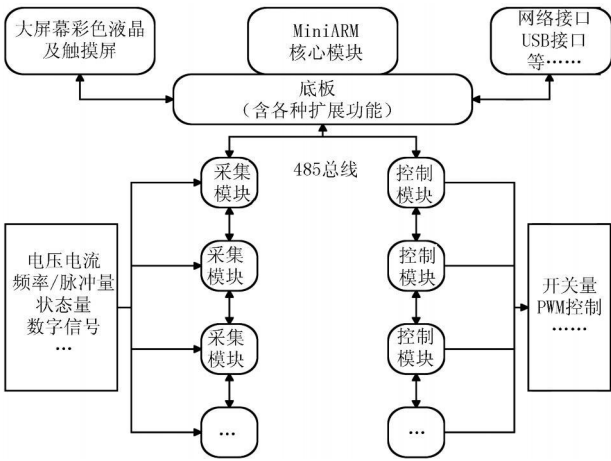 大屏幕彩色液晶
及触摸屏
MiniARM
核心模块
网络接口
USB接口
等……
底板
（含各种扩展功能）
485总线
采集
模块
控制
模块
采集
模块
控制
模块
采集
模块
控制
模块
…
…
电压电流
频率/脉冲量
状态量
数字信号
…
开关量
PWM控制
……